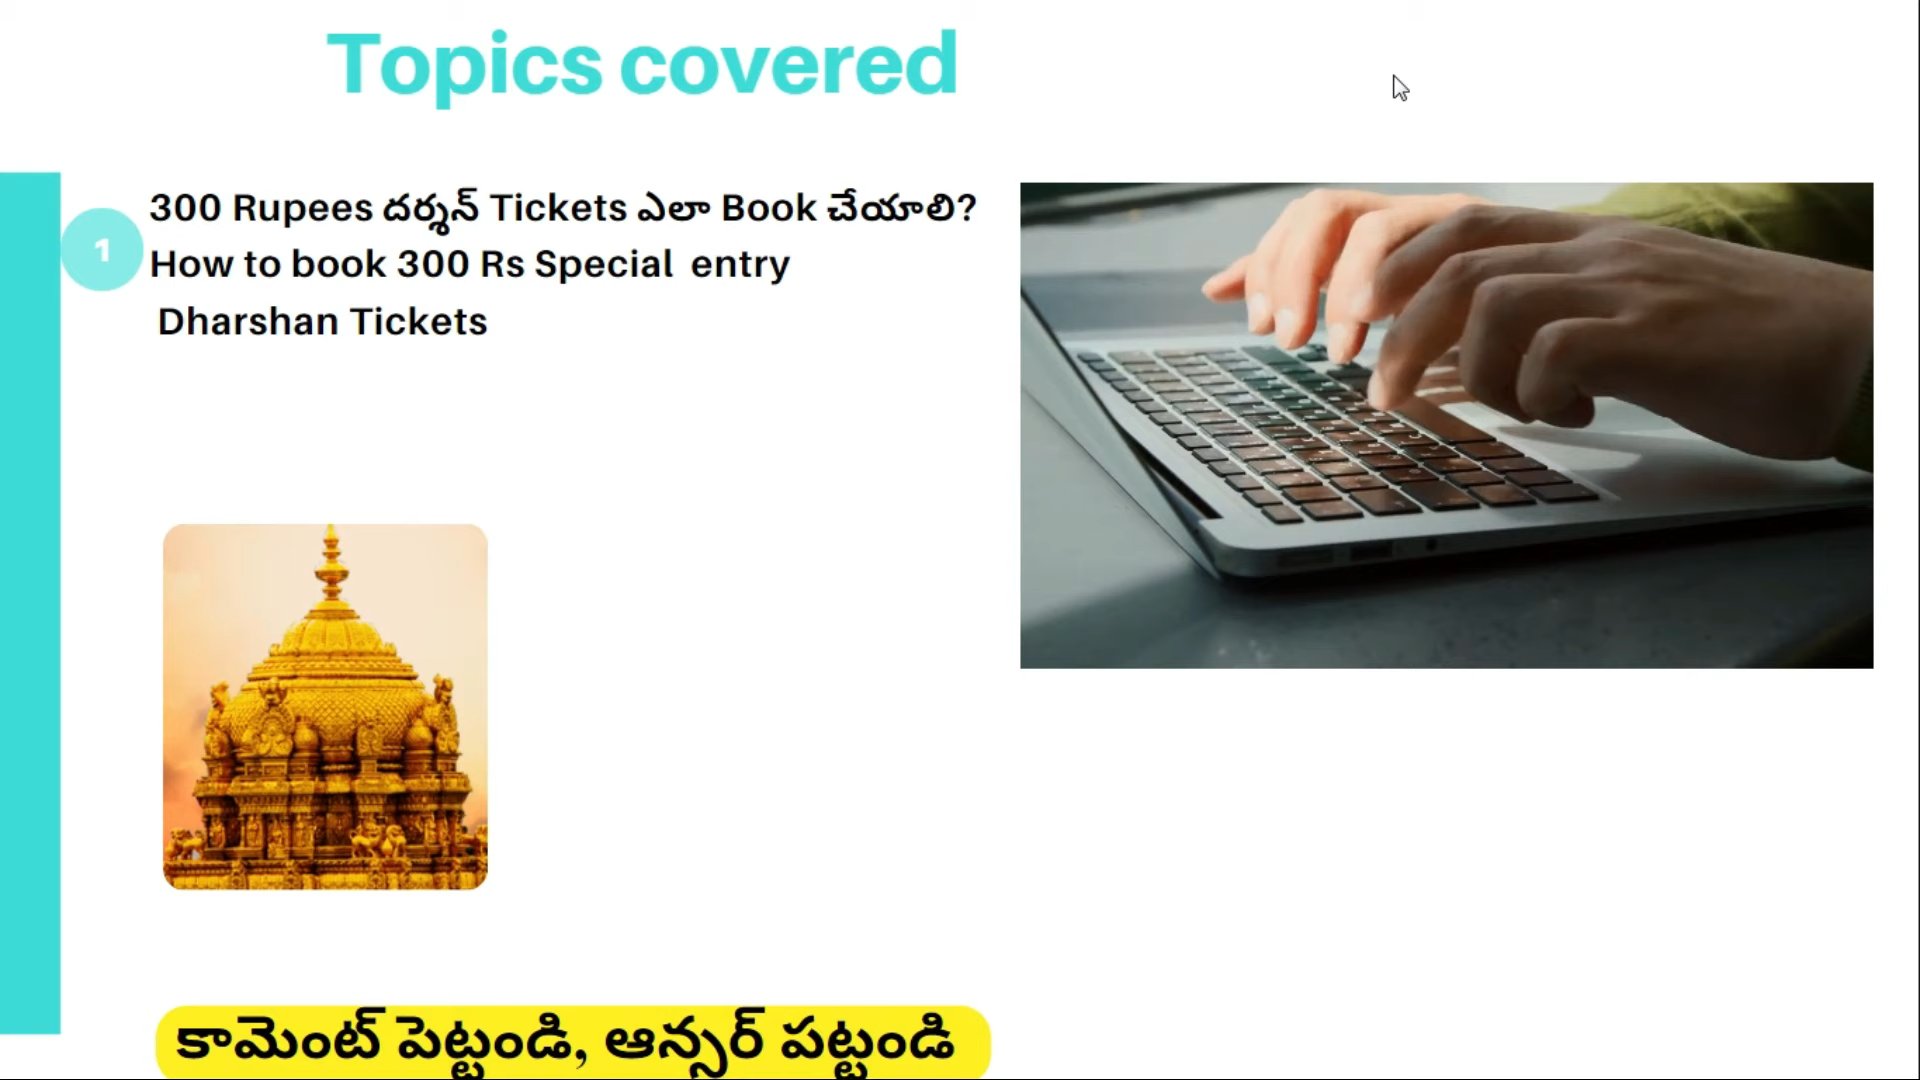 Topics covered
1
300 Rupees దర్శన్ Tickets ఎలా Book చేయాలి?
How to book 300 Rs Special entry
Dharshan Tickets
కామెంట్ పెట్టండి, ఆన్సర్ పట్టండి